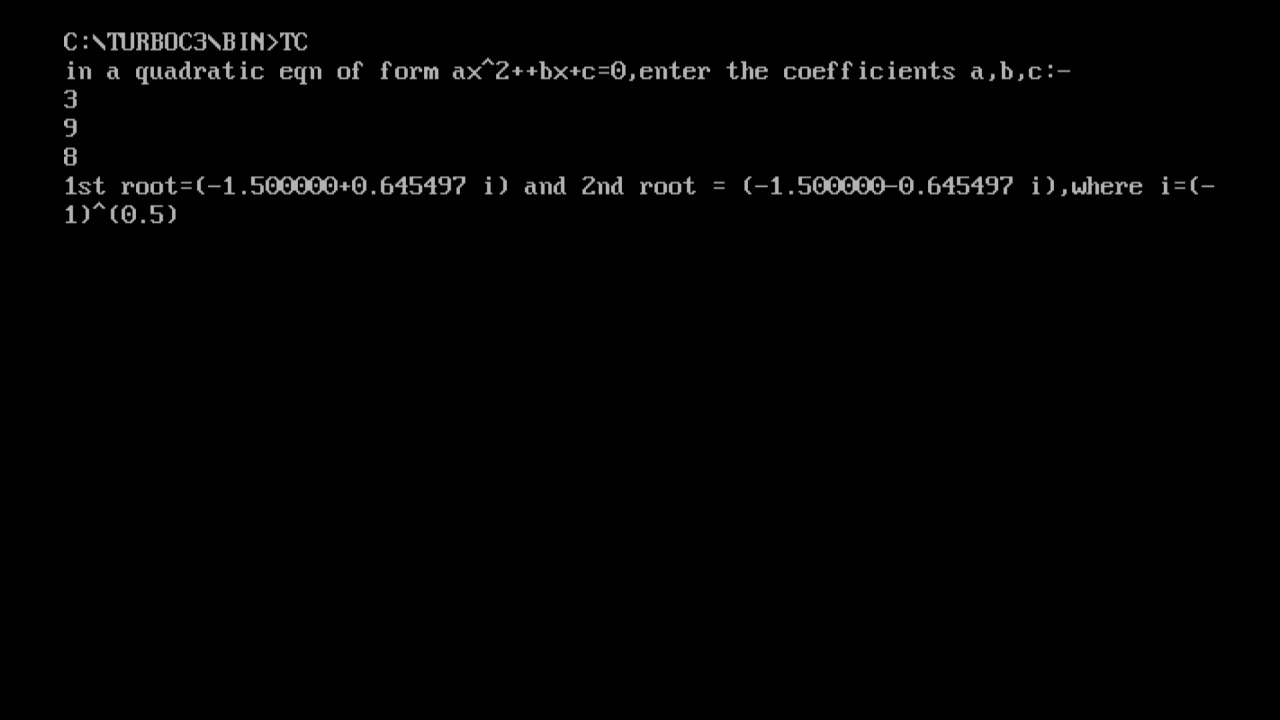 C:\TURBOC3\BIN>TC
in a quadratic eqn of form ax^2++bx+c=0,enter the coefficients a,b,c:-
3
9
8
1st root=(-1.500000+0.645497 i) and 2nd root = (-1.500000-0.645497 i),where i=(-
1)^(0.5)